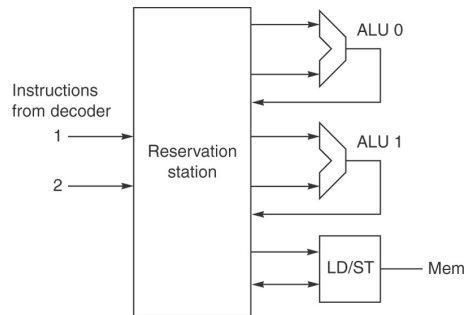 Instructions
from decoder
1
2
Reservation
station
ALU 0
ALU 1
LD/ST
Mem